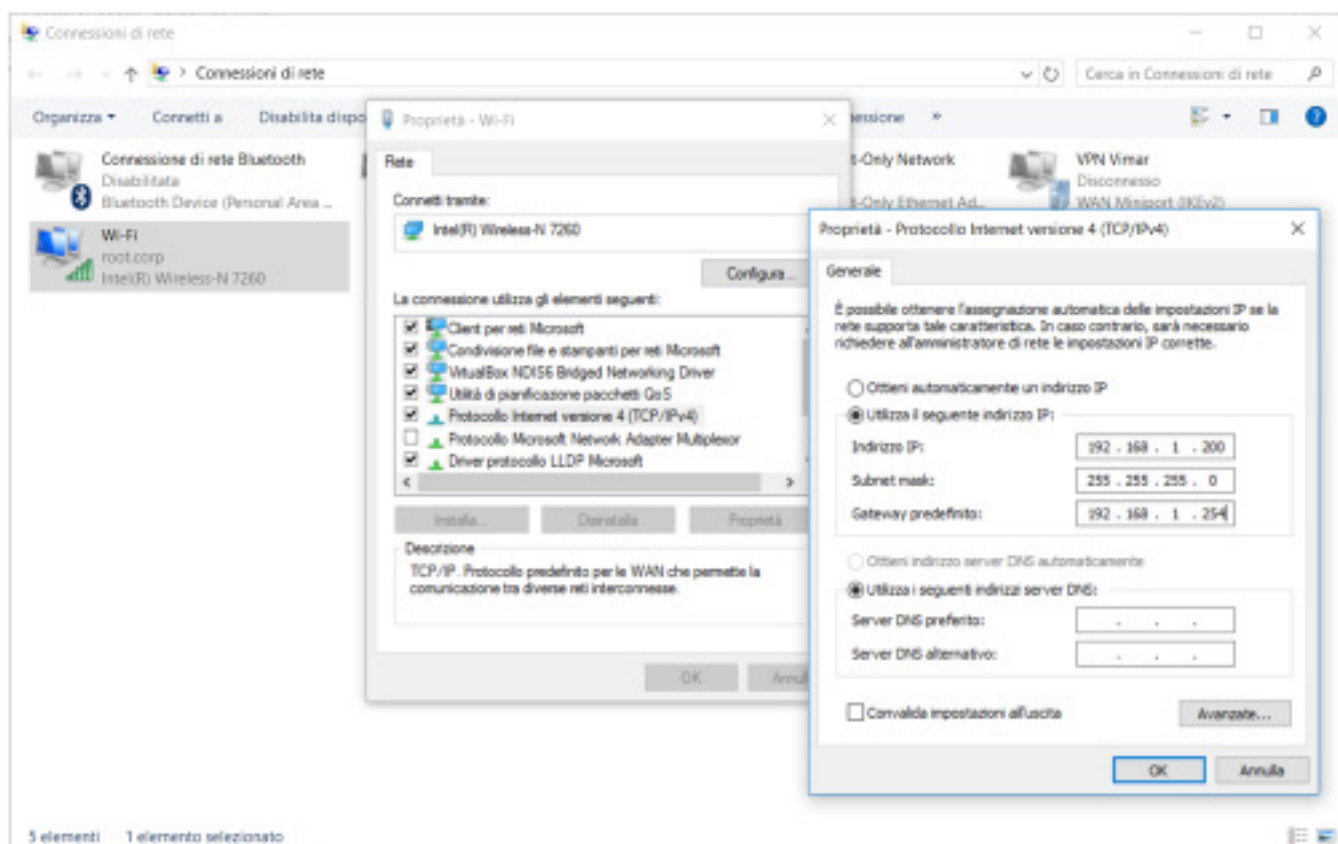 Connessioni di rete
Connessioni di rete
Cerca in Connessioni di rete
Organizza
Connetti a
Disabilita dispo
essione
»
Connessione di rete Bluetooth
Disabilitata
Bluetooth Device (Personal Area ...
Wi-Fi
root.corp
Intel(R) Wireless-N 7260
t-Only Network
t-Only Ethernet Ad...
VPN Vimar
Disconnesso
WAN Miniport (IKEv2)
Proprietà - Wi-Fi
Rete
Connetti tramite:
Intel(R) Wireless-N 7260
Configura...
La connessione utilizza gli elementi seguenti:
Client per reti Microsoft
Condivisione file e stampanti per reti Microsoft
VirtualBox NDIS6 Bridged Networking Driver
Utilità di pianificazione pacchetti QoS
Protocollo Internet versione 4 (TCP/IPv4)
Protocollo Microsoft Network Adapter Multiplexor
Driver protocollo LLDP Microsoft
Installa...
Disinstalla
Proprietà
Descrizione
TCP/IP. Protocollo predefinito per le WAN che permette la
comunicazione tra diverse reti interconnesse.
OK
Annul
Proprietà - Protocollo Internet versione 4 (TCP/IPv4)
Generale
È possibile ottenere l'assegnazione automatica delle impostazioni IP se la
rete supporta tale caratteristica. In caso contrario, sarà necessario
richiedere all'amministratore di rete le impostazioni IP corrette.
Ottieni automaticamente un indirizzo IP
Utilizza il seguente indirizzo IP:
Indirizzo IP:
192 . 168 . 1 . 200
Subnet mask:
255 . 255 . 255 . 0
Gateway predefinito:
192 . 168 . 1 . 254
Ottieni indirizzo server DNS automaticamente
Utilizza i seguenti indirizzi server DNS:
Server DNS preferito:
. . .
Server DNS alternativo:
. . .
Convalida impostazioni all'uscita
Avanzate...
OK
Annulla
5 elementi
1 elemento selezionato